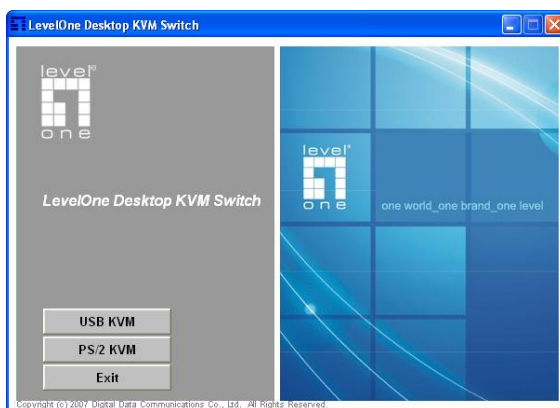 LevelOne Desktop KVM Switch
level®
one
LevelOne Desktop KVM Switch
USB KVM
PS/2 KVM
Exit
level®
one
one world_one brand_one level
Copyright (c) 2007 Digital Data Communications Co., Ltd. All Rights Reserved.